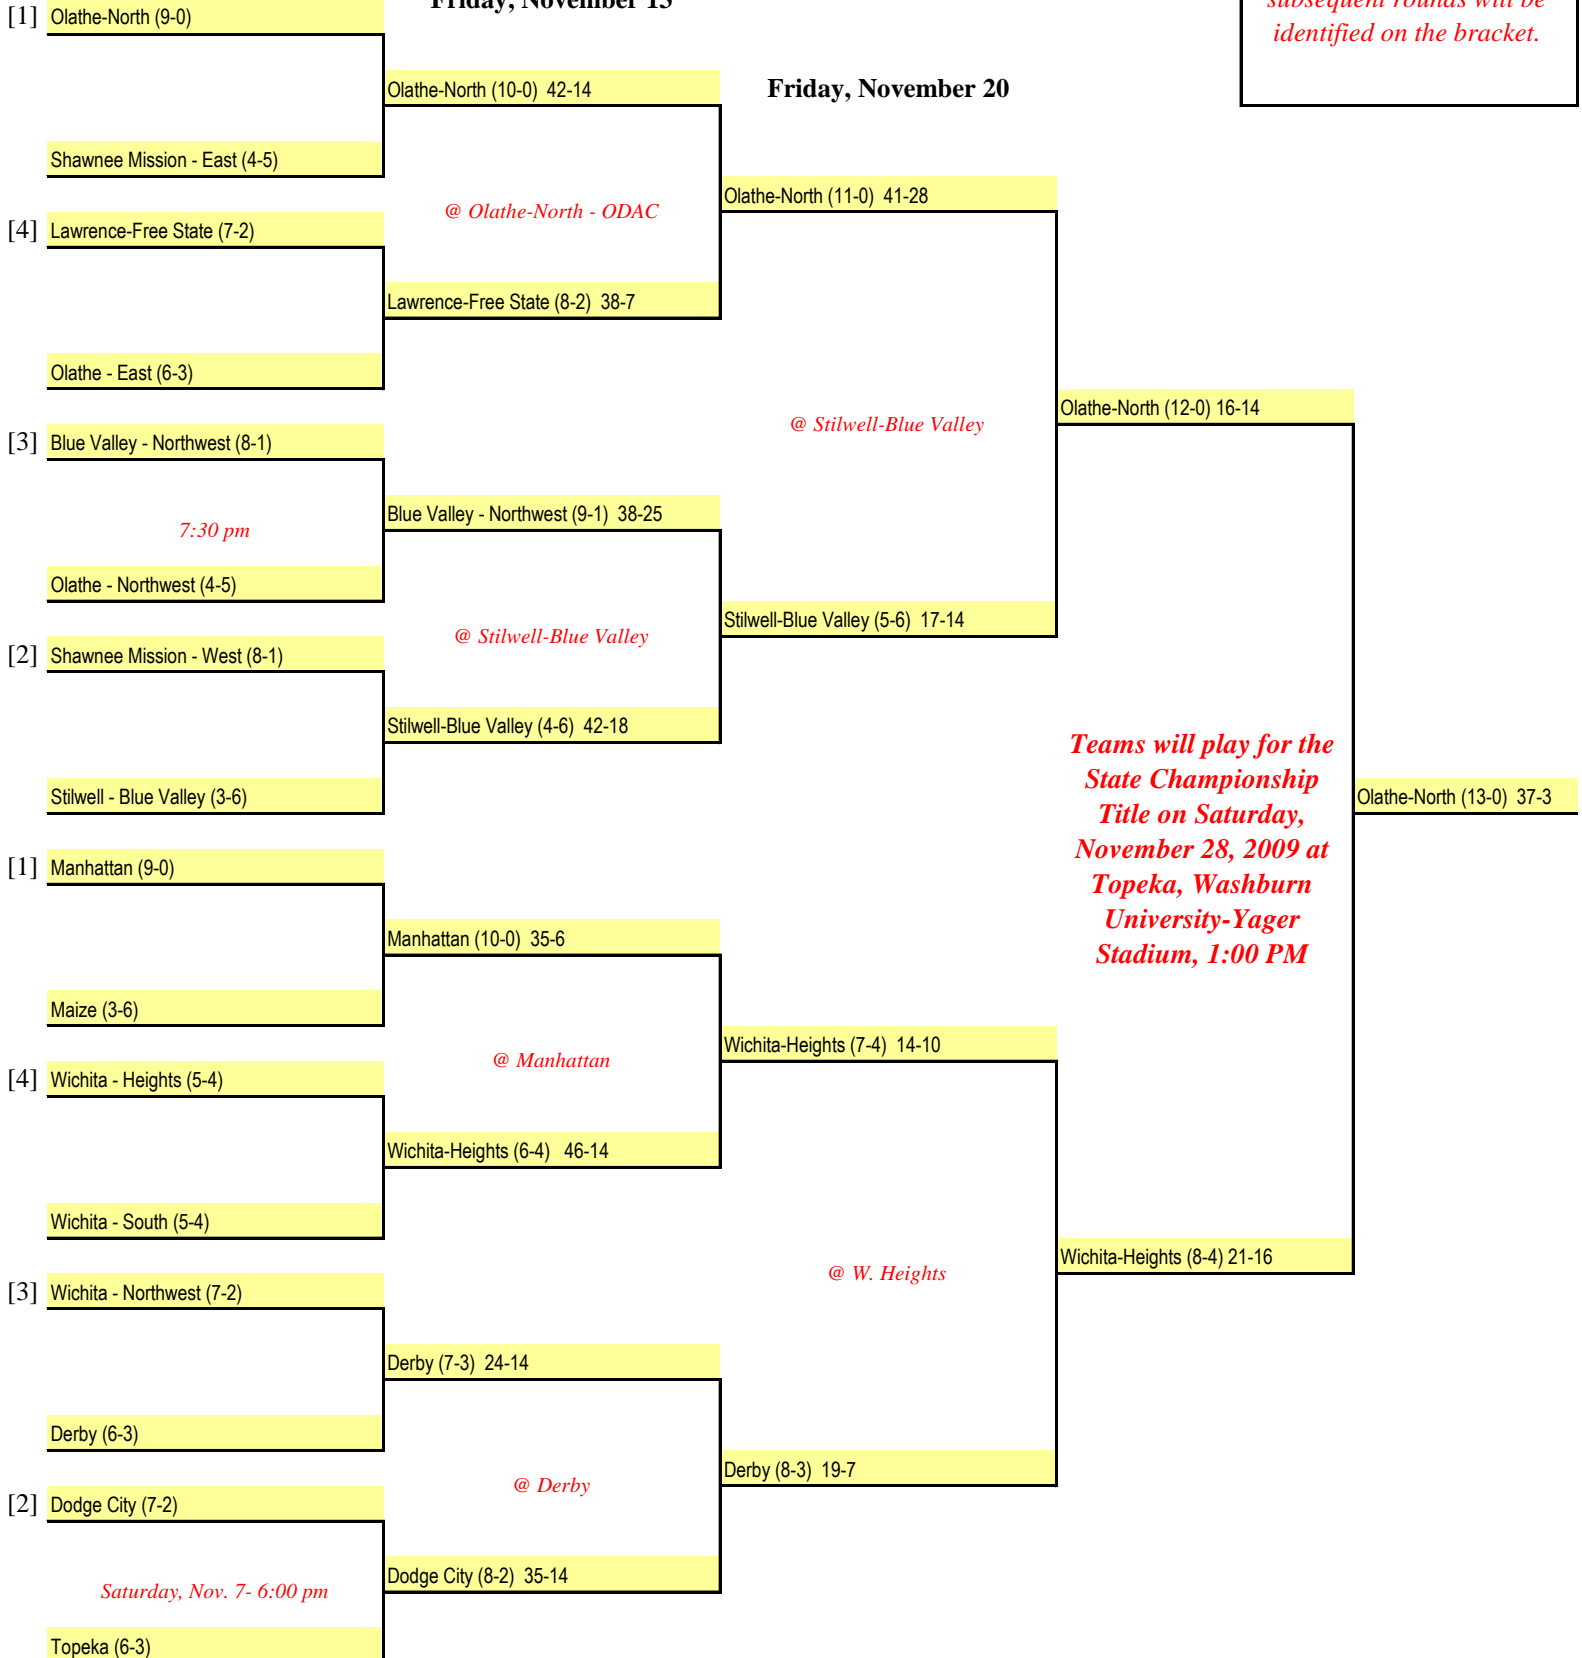 Friday, November 13
subsequent rounds will be
identified on the bracket.
[1] Olathe-North (9-0)
Olathe-North (10-0)  42-14
Friday, November 20
Shawnee Mission - East (4-5)
Olathe-North (11-0)  41-28
@ Olathe-North - ODAC
[4] Lawrence-Free State (7-2)
Lawrence-Free State (8-2)  38-7
Olathe - East (6-3)
Olathe-North (12-0) 16-14
@ Stilwell-Blue Valley
[3] Blue Valley - Northwest (8-1)
Blue Valley - Northwest (9-1)  38-25
7:30 pm
Olathe - Northwest (4-5)
Stilwell-Blue Valley (5-6)  17-14
@ Stilwell-Blue Valley
[2] Shawnee Mission - West (8-1)
Stilwell-Blue Valley (4-6)  42-18
Teams will play for the
State Championship
Title on Saturday,
November 28, 2009 at
Topeka, Washburn
University-Yager
Stadium, 1:00 PM
Stilwell - Blue Valley (3-6)
Olathe-North (13-0)  37-3
[1] Manhattan (9-0)
Manhattan (10-0)  35-6
Maize (3-6)
Wichita-Heights (7-4)  14-10
@ Manhattan
[4] Wichita - Heights (5-4)
Wichita-Heights (6-4)   46-14
Wichita - South (5-4)
Wichita-Heights (8-4) 21-16
@ W. Heights
[3] Wichita - Northwest (7-2)
Derby (7-3)  24-14
Derby (6-3)
Derby (8-3)  19-7
@ Derby
[2] Dodge City (7-2)
Dodge City (8-2)  35-14
Saturday, Nov. 7- 6:00 pm
Topeka (6-3)